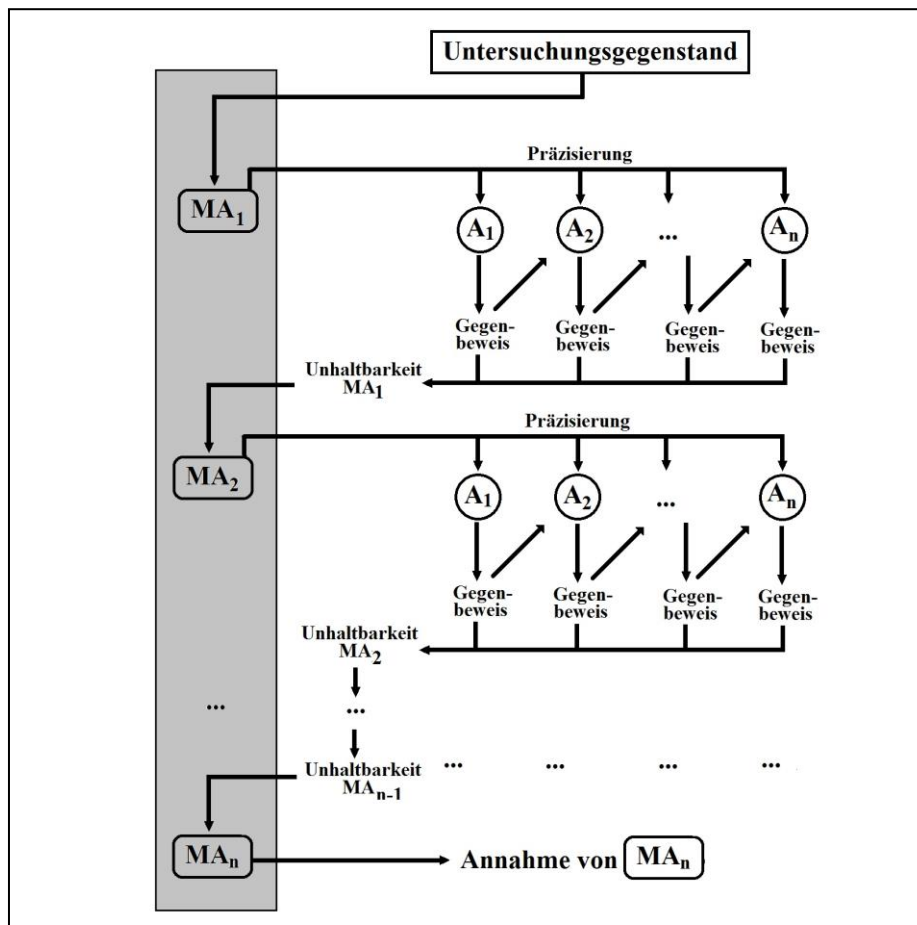 Untersuchungsgegenstand
Präzisierung
MA1
A1 A2 ... An
Gegen- Gegen- Gegen- Gegen-
beweis beweis beweis beweis
Unhaltbarkeit
MA1
Präzisierung
MA2
A1 A2 ... An
Gegen- Gegen- Gegen- Gegen-
beweis beweis beweis beweis
Unhaltbarkeit
MA2
... ...
Unhaltbarkeit ... ... ... ...
MAn-1
MAn Annahme von MAn